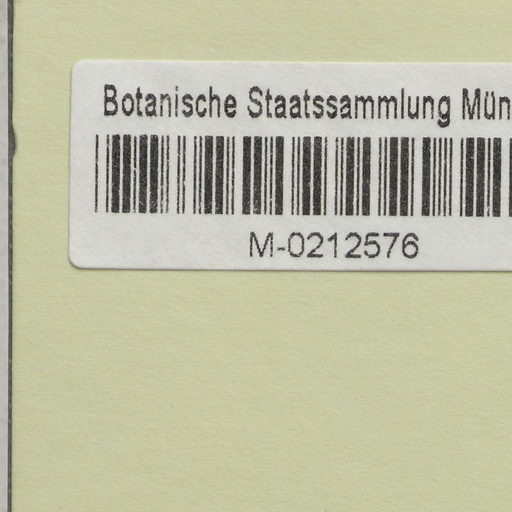 Botanische Staatssammlung Mün
M-0212576